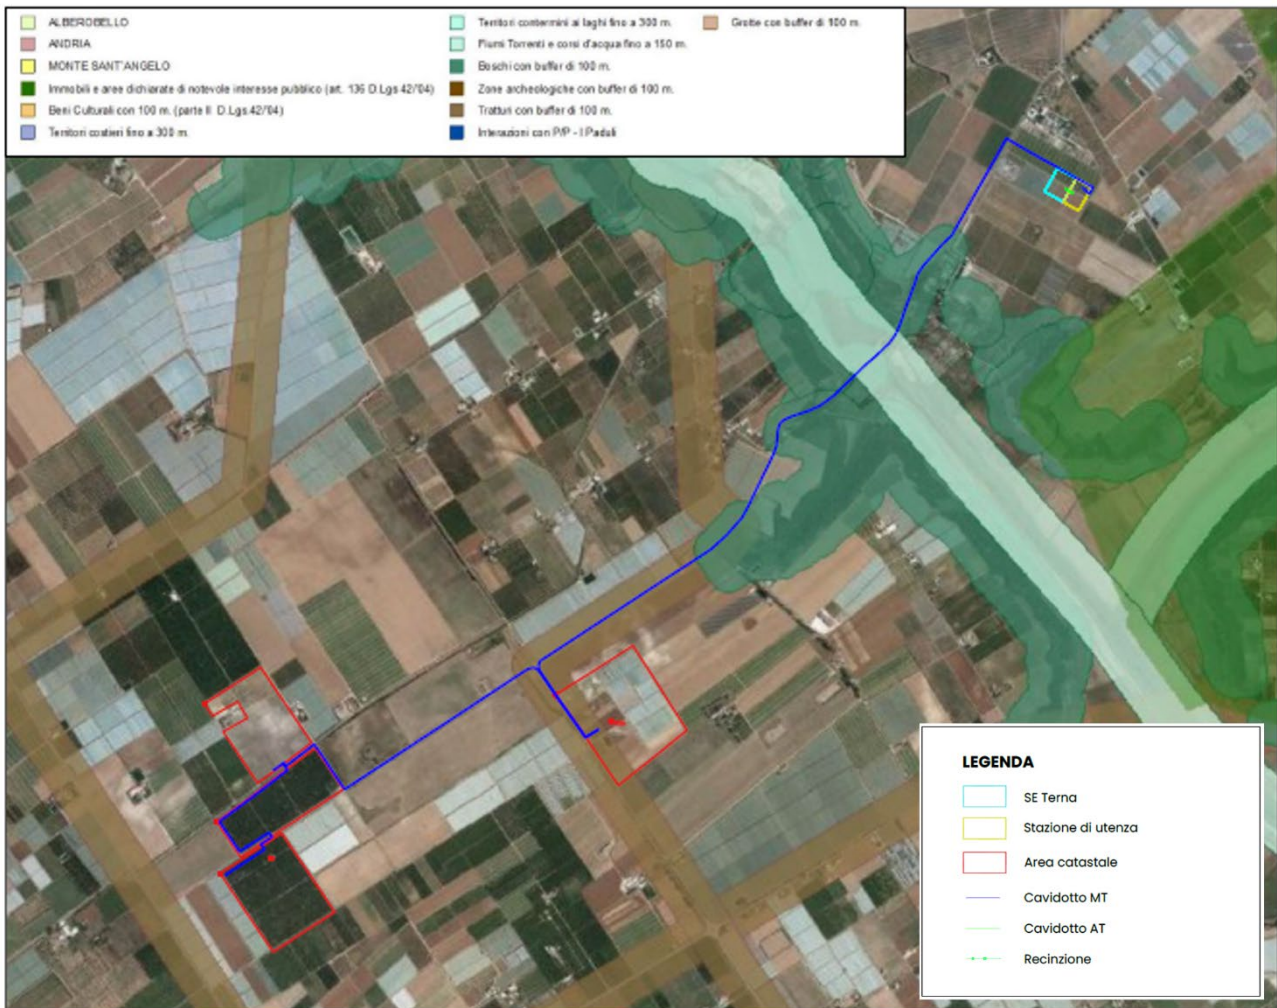 ALBEROBELLO
ANDRIA
MONTE SANT'ANGELO
Immobili e aree dichiarate di notevole interesse pubblico (art. 136 D.Lgs 42/'04)
Beni Culturali con 100 m. (parte II D.Lgs.42/'04)
Territori costieri fino a 300 m.
Territori contermini ai laghi fino a 300 m.
Fiumi Torrenti e corsi d'acqua fino a 150 m.
Boschi con buffer di 100 m.
Zone archeologiche con buffer di 100 m.
Tratturi con buffer di 100 m.
Interazioni con P/P - I Paduli
Grotte con buffer di 100 m.
LEGENDA
SE Terna
Stazione di utenza
Area catastale
Cavidotto MT
Cavidotto AT
Recinzione